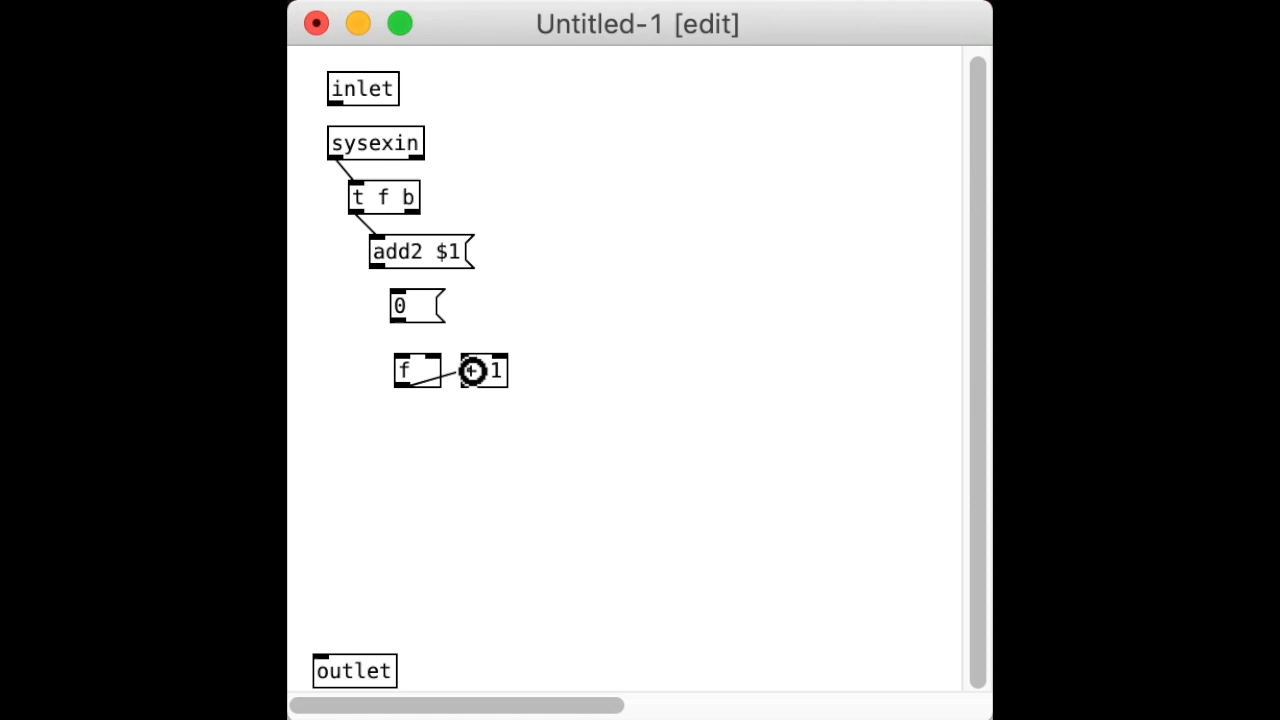 Untitled-1 [edit]
inlet
sysexin
t f b
add2 $1
0
f
+ 1
outlet